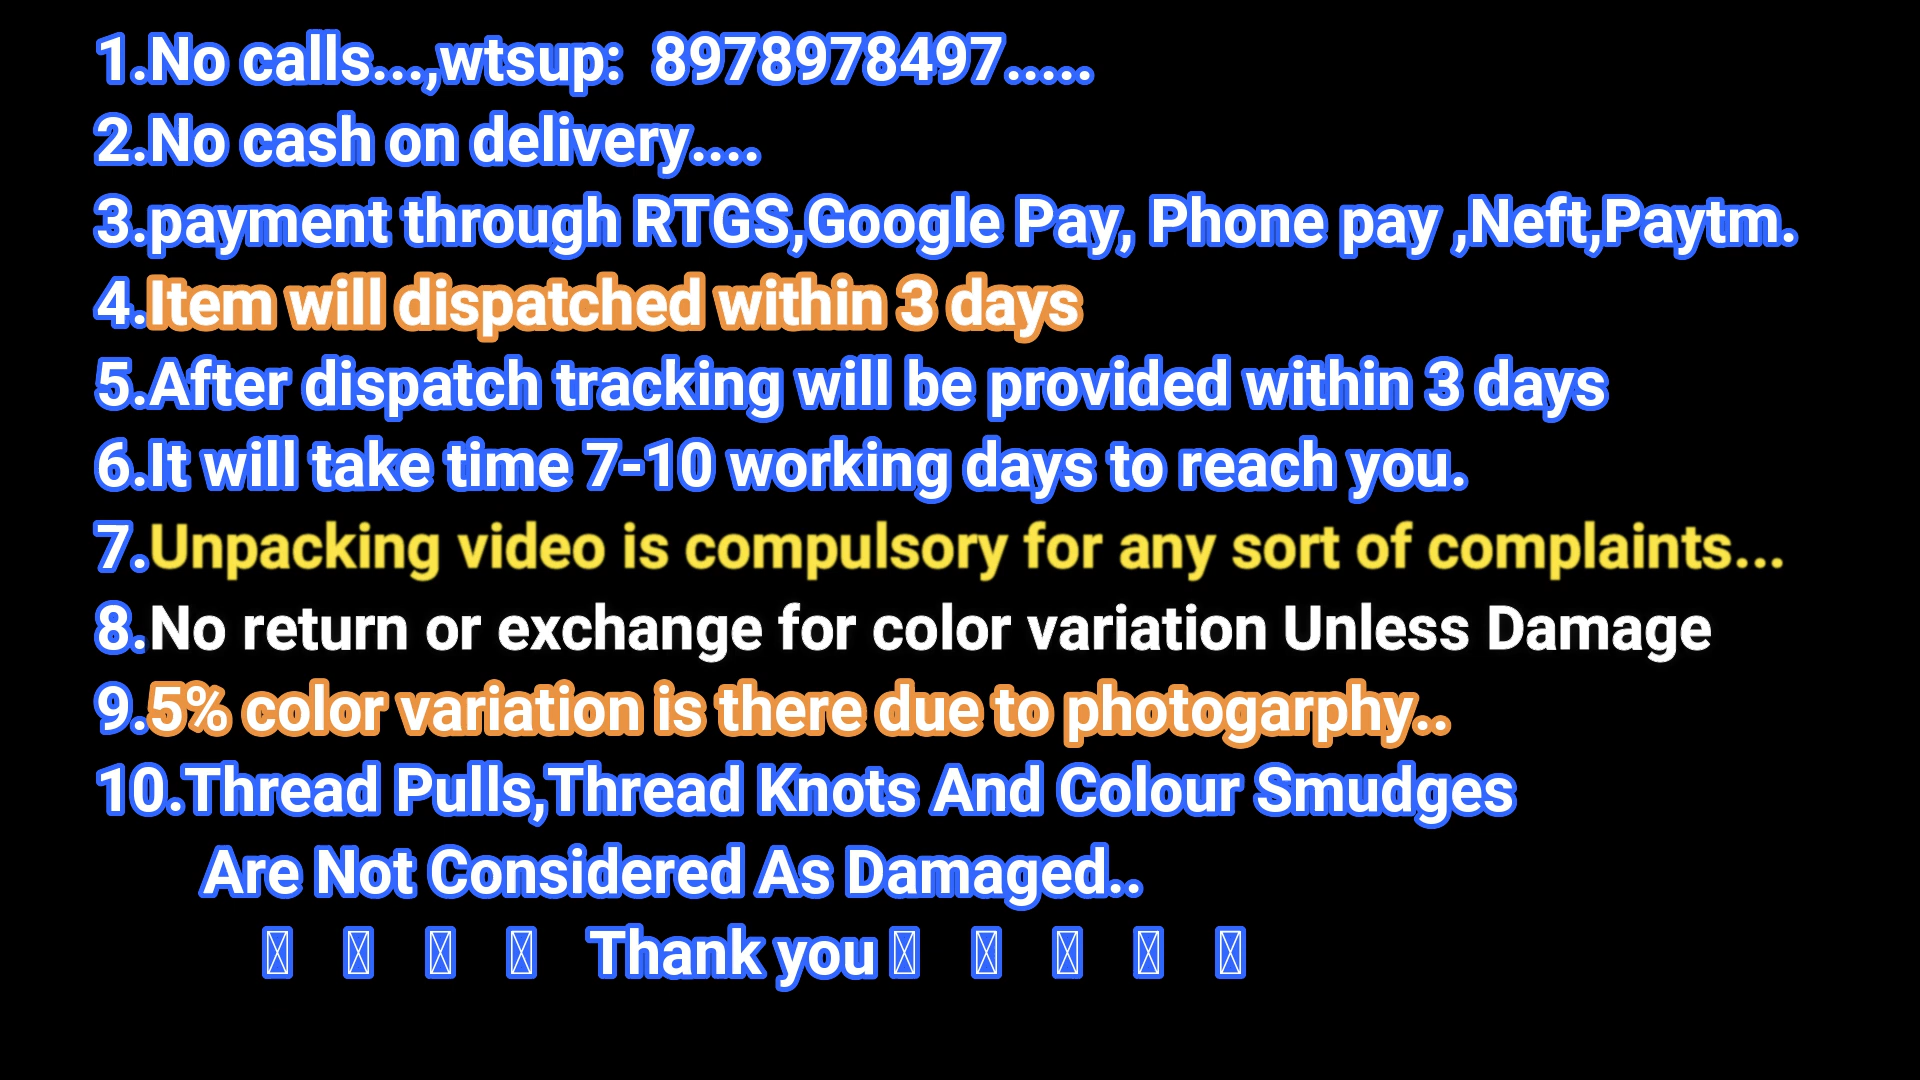 1.No calls...,wtsup: 8978978497.....
2.No cash on delivery....
3.payment through RTGS,Google Pay, Phone pay ,Neft,Paytm.
4.Item will dispatched within 3 days
5.After dispatch tracking will be provided within 3 days
6.It will take time 7-10 working days to reach you.
7.Unpacking video is compulsory for any sort of complaints...
8.No return or exchange for color variation Unless Damage
9.5% color variation is there due to photogarphy..
10.Thread Pulls,Thread Knots And Colour Smudges
Are Not Considered As Damaged..
Thank you